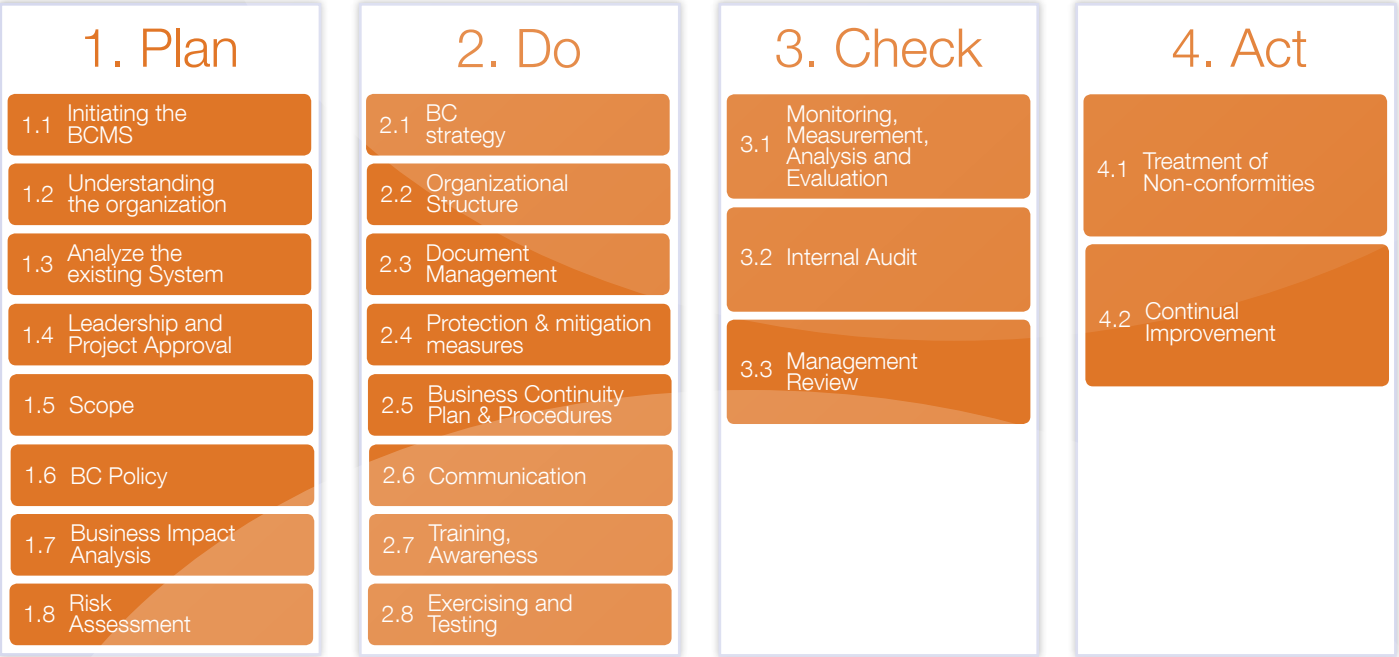 1. Plan
1.1 Initiating the
BCMS
1.2 Understanding
the organization
1.3 Analyze the
existing System
1.4 Leadership and
Project Approval
1.5 Scope
1.6 BC Policy
1.7 Business Impact
Analysis
1.8 Risk
Assessment
2. Do
2.1 BC
strategy
2.2 Organizational
Structure
2.3 Document
Management
2.4 Protection & mitigation
measures
2.5 Business Continuity
Plan & Procedures
2.6 Communication
2.7 Training,
Awareness
2.8 Exercising and
Testing
3. Check
3.1 Monitoring,
Measurement,
Analysis and
Evaluation
3.2 Internal Audit
3.3 Management
Review
4. Act
4.1 Treatment of
Non-conformities
4.2 Continual
Improvement